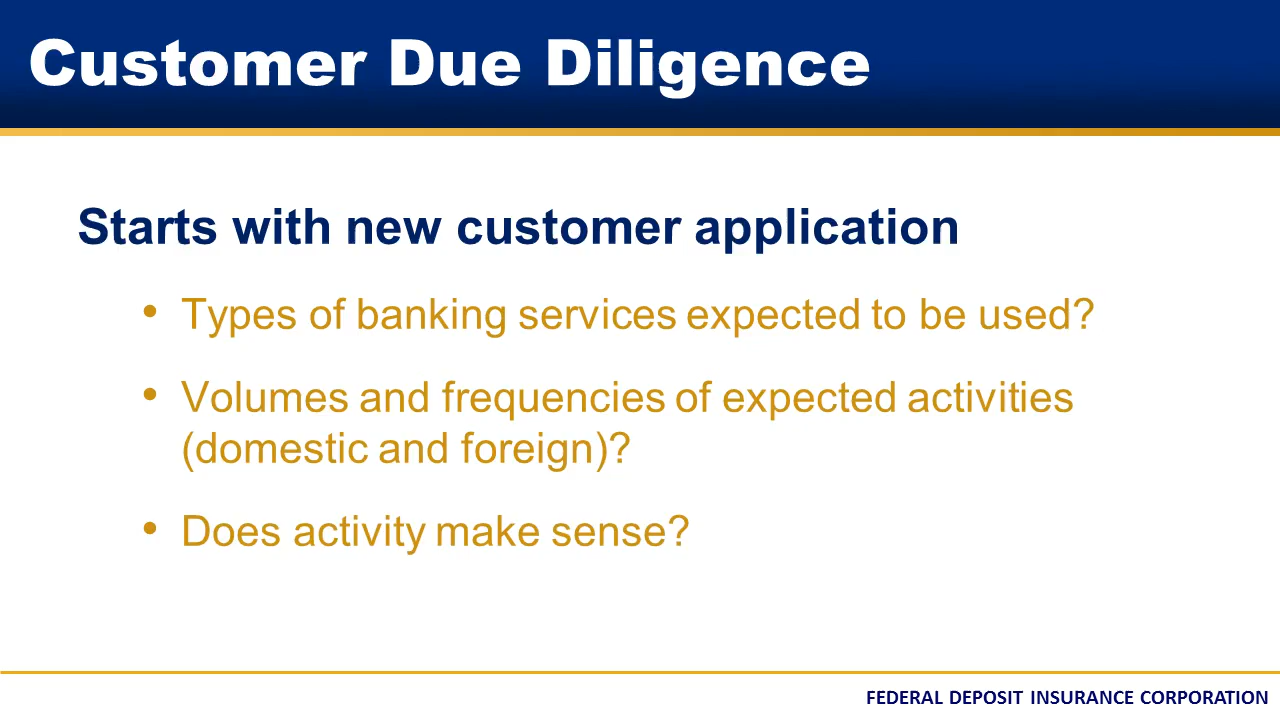 Customer Due Diligence
Starts with new customer application
• Types of banking services expected to be used?
• Volumes and frequencies of expected activities
(domestic and foreign)?
• Does activity make sense?
FEDERAL DEPOSIT INSURANCE CORPORATION